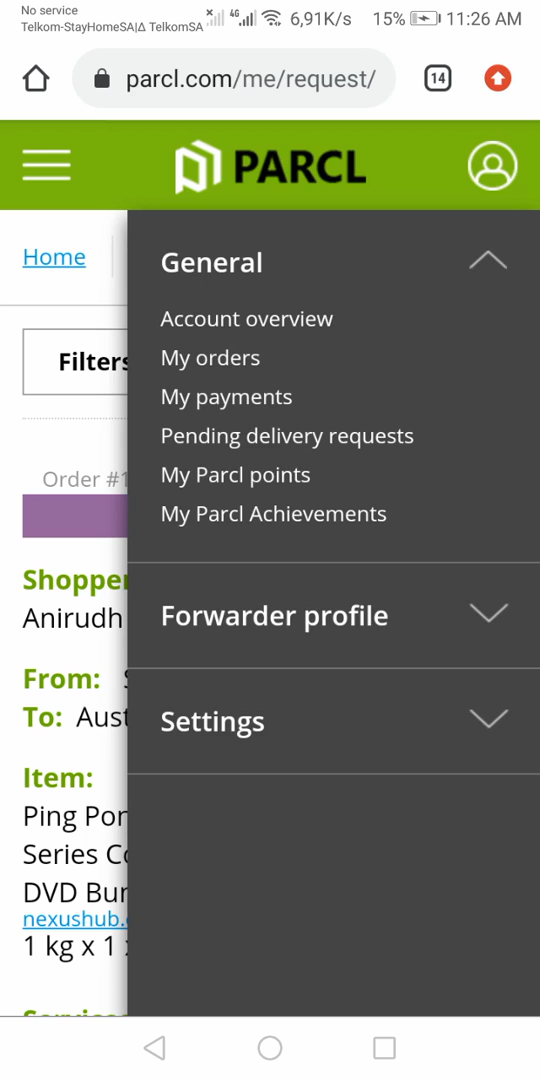 No service
Telkom-StayHomeSA|Δ TelkomSA 4G 6,91K/s 15% 11:26 AM
parcl.com/me/request/ 14
PARCL
Home
General
Account overview
Filters
My orders
My payments
Pending delivery requests
Order #1
My Parcl points
My Parcl Achievements
Shopper
Anirudh
Forwarder profile
From:
To: Aust
Settings
Item:
Ping Pon
Series Co
DVD Bun
nexushub.
1 kg x 1